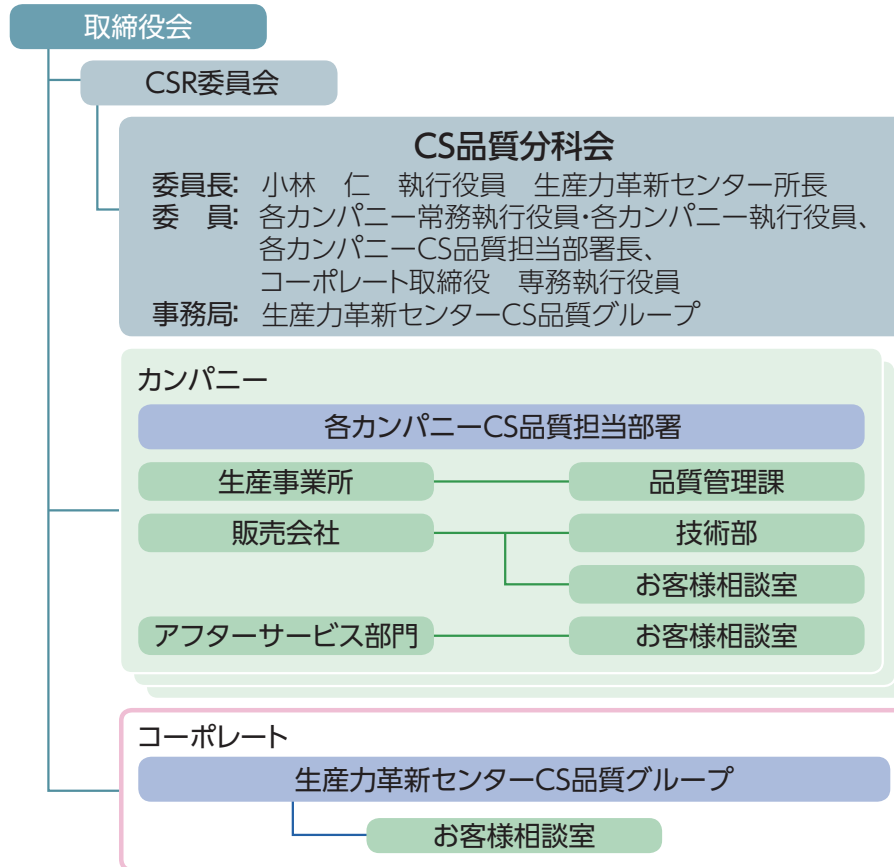 取締役会
CSR委員会
CS品質分科会
委員長: 小林　仁　執行役員　生産力革新センター所長
委　員: 各カンパニー常務執行役員・各カンパニー執行役員、
各カンパニーCS品質担当部署長、
コーポレート取締役　専務執行役員
事務局: 生産力革新センターCS品質グループ
カンパニー
各カンパニーCS品質担当部署
生産事業所 品質管理課
販売会社 技術部
お客様相談室
アフターサービス部門 お客様相談室
コーポレート
生産力革新センターCS品質グループ
お客様相談室